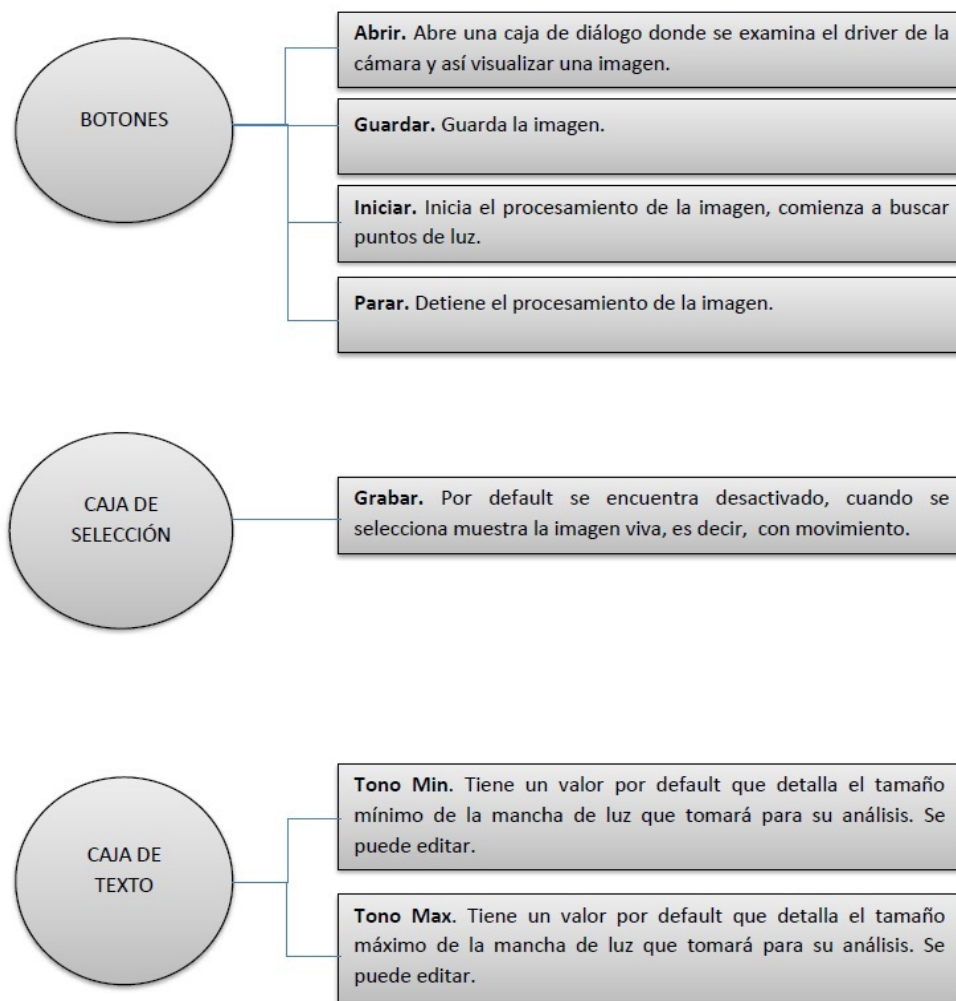 BOTONES
Abrir. Abre una caja de diálogo donde se examina el driver de la
cámara y así visualizar una imagen.
Guardar. Guarda la imagen.
Iniciar. Inicia el procesamiento de la imagen, comienza a buscar
puntos de luz.
Parar. Detiene el procesamiento de la imagen.
CAJA DE
SELECCIÓN
Grabar. Por default se encuentra desactivado, cuando se
selecciona muestra la imagen viva, es decir, con movimiento.
CAJA DE
TEXTO
Tono Min. Tiene un valor por default que detalla el tamaño
mínimo de la mancha de luz que tomará para su análisis. Se
puede editar.
Tono Max. Tiene un valor por default que detalla el tamaño
máximo de la mancha de luz que tomará para su análisis. Se
puede editar.